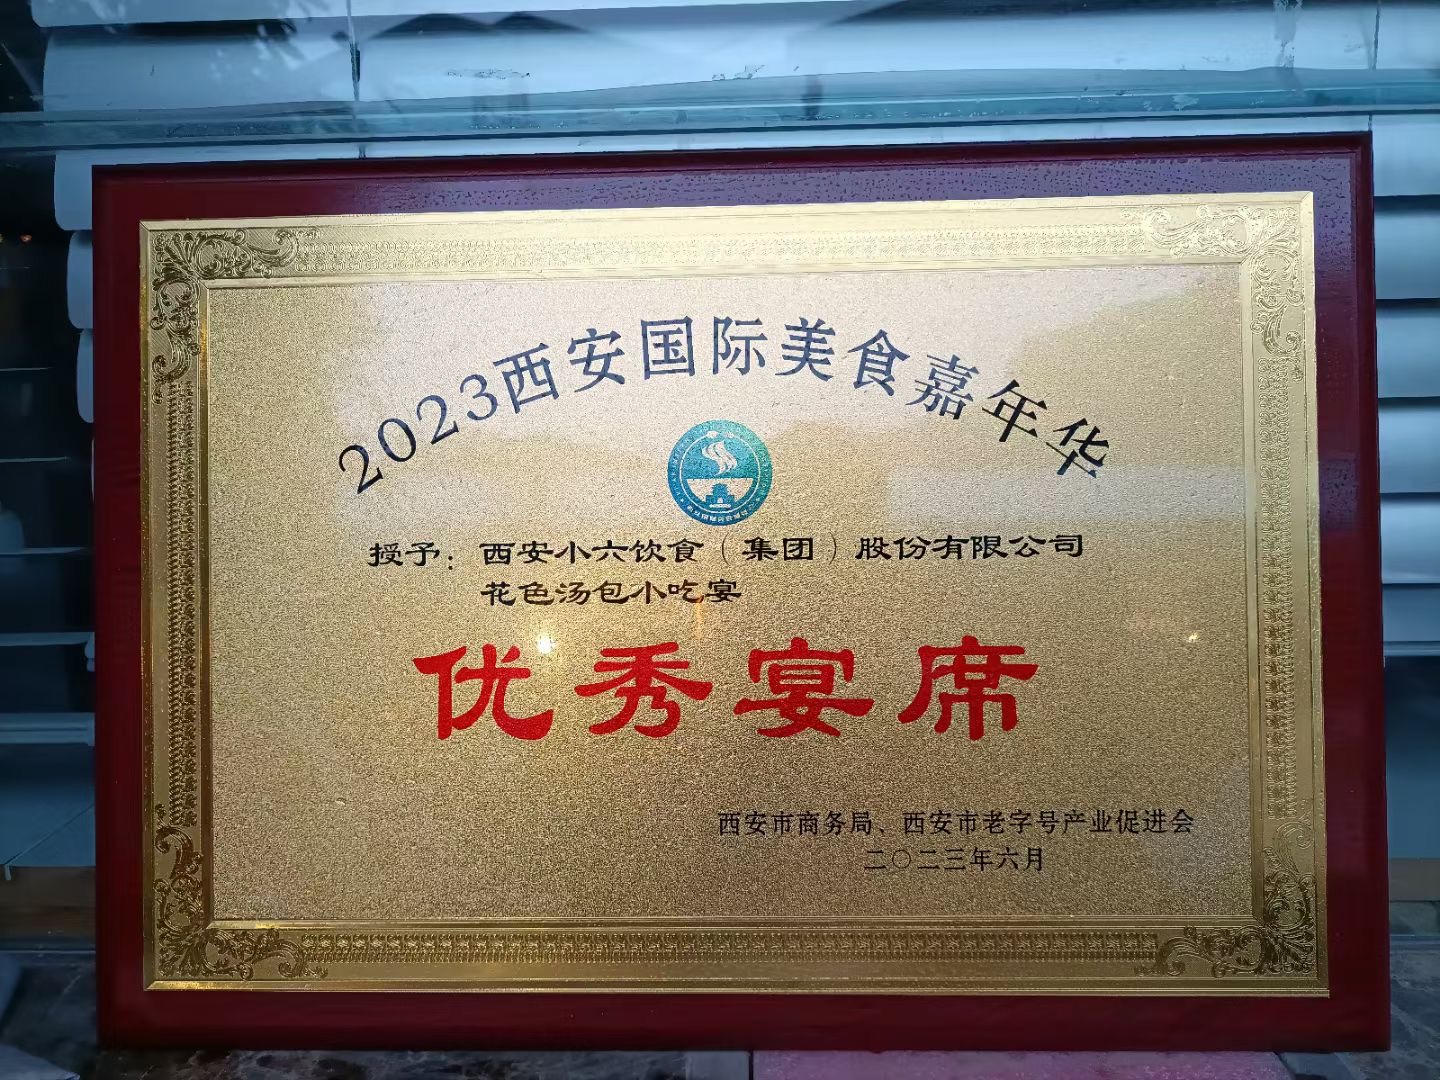 2023西安国际美食嘉年华
授予：西安小六饮食（集团）股份有限公司
花色汤包小吃宴
优秀宴席
西安市商务局、西安市老字号产业促进会
二〇二三年六月